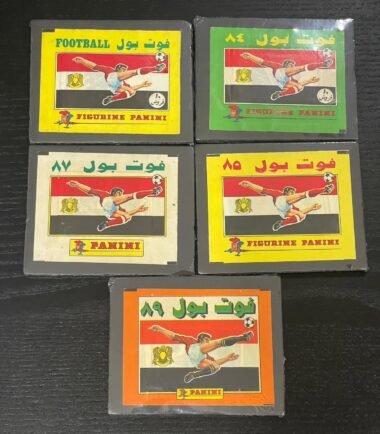 FOOTBALL فوت بول
FIGURINE PANINI
فوت بول ٨٤
FIGURINE PANINI
فوت بول ٨٧
PANINI
فوت بول ٨٥
FIGURINE PANINI
فوت بول ٨٩
PANINI